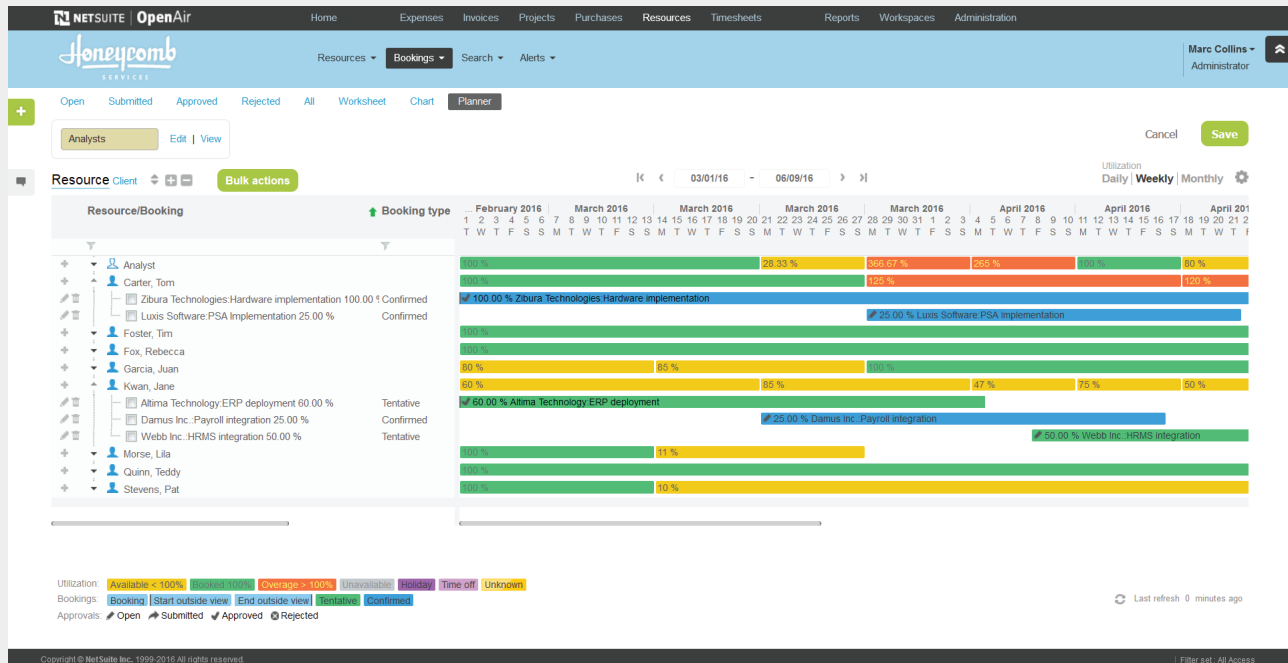 NETSUITE | OpenAir Home Expenses Invoices Projects Purchases Resources Timesheets Reports Workspaces Administration
Honeycomb
SERVICES
Resources Bookings Search Alerts
Marc Collins
Administrator
Open Submitted Approved Rejected All Worksheet Chart Planner
Analysts Edit | View
Cancel Save
Resource Client Bulk actions
03/01/16 - 06/09/16
Utilization
Daily | Weekly | Monthly
Resource/Booking Booking type
... February 2016 March 2016 March 2016 March 2016 March 2016 April 2016 April 2016 April 201
1 2 3 4 5 6 7 8 9 10 11 12 13 14 15 16 17 18 19 20 21 22 23 24 25 26 27 28 29 30 31 1 2 3 4 5 6 7 8 9 10 11 12 13 14 15 16 17 18 19 20 21 2
T W T F S S M T W T F S S M T W T F S S M T W T F S S M T W T F S S M T W T F S S M T W T F S S M T W T F
Analyst 100 % 28.33 % 366.67 % 265 % 100 % 80 %
Carter, Tom 100 % 125 % 120 %
Zibura Technologies:Hardware implementation 100.00 % Confirmed 100.00 % Zibura Technologies:Hardware implementation
Luxis Software:PSA Implementation 25.00 % Confirmed 25.00 % Luxis Software:PSA Implementation
Foster, Tim 100 %
Fox, Rebecca 100 %
Garcia, Juan 80 % 85 % 100 %
Kwan, Jane 60 % 85 % 47 % 75 % 50 %
Altima Technology:ERP deployment 60.00 % Tentative 60.00 % Altima Technology:ERP deployment
Damus Inc.:Payroll integration 25.00 % Confirmed 25.00 % Damus Inc.:Payroll integration
Webb Inc.:HRMS integration 50.00 % Tentative 50.00 % Webb Inc.:HRMS integration
Morse, Lila 100 % 11 %
Quinn, Teddy 100 %
Stevens, Pat 100 % 10 %
Utilization: Available < 100% Booked 100% Overage > 100% Unavailable Holiday Time off Unknown
Bookings: Booking Start outside view End outside view Tentative Confirmed
Approvals: Open Submitted Approved Rejected
Last refresh 0 minutes ago
Copyright © NetSuite Inc. 1999-2016 All rights reserved.
Filter set : All Access